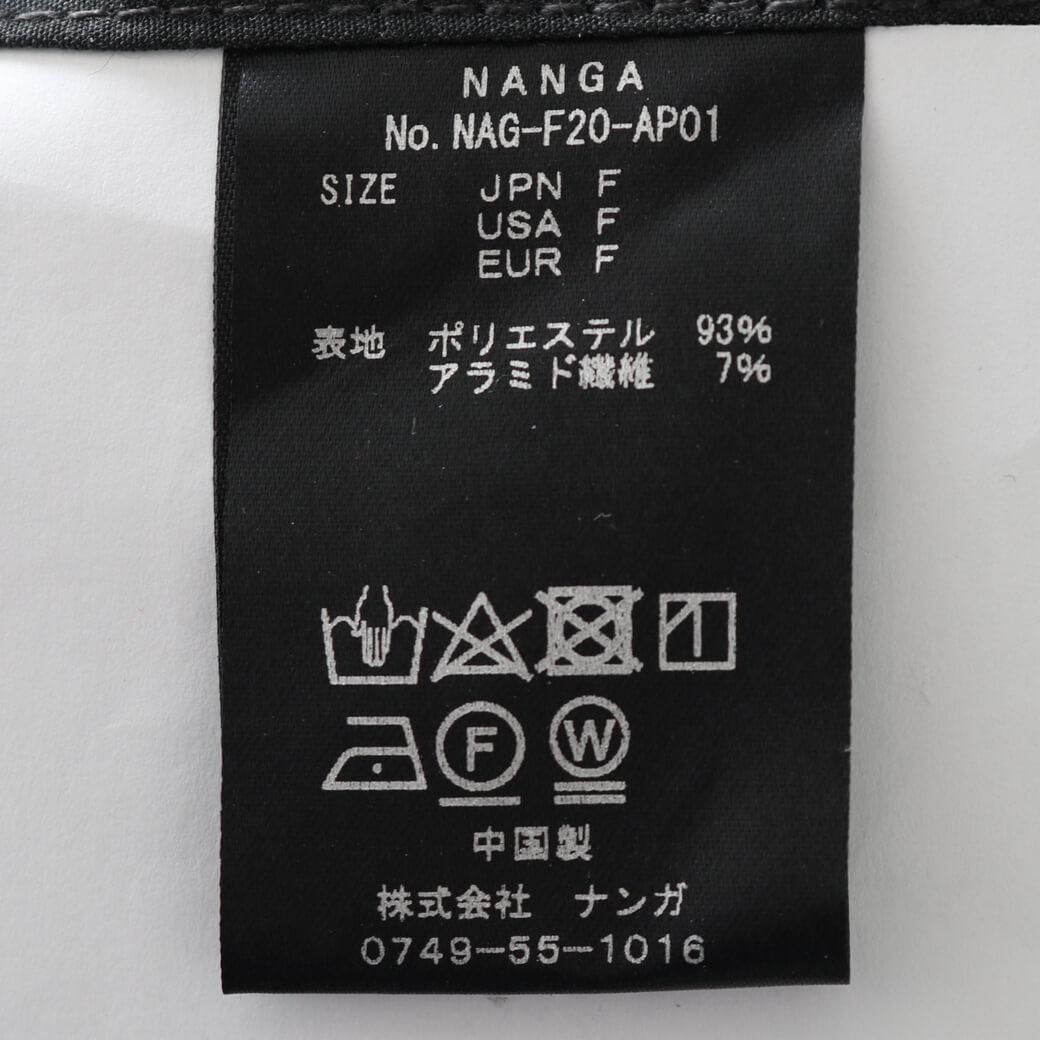 NANGA
No. NAG-F20-AP01
SIZE JPN F
USA F
EUR F
表地 ポリエステル 93%
アラミド繊維 7%
F W
中国製
株式会社 ナンガ
0749-55-1016